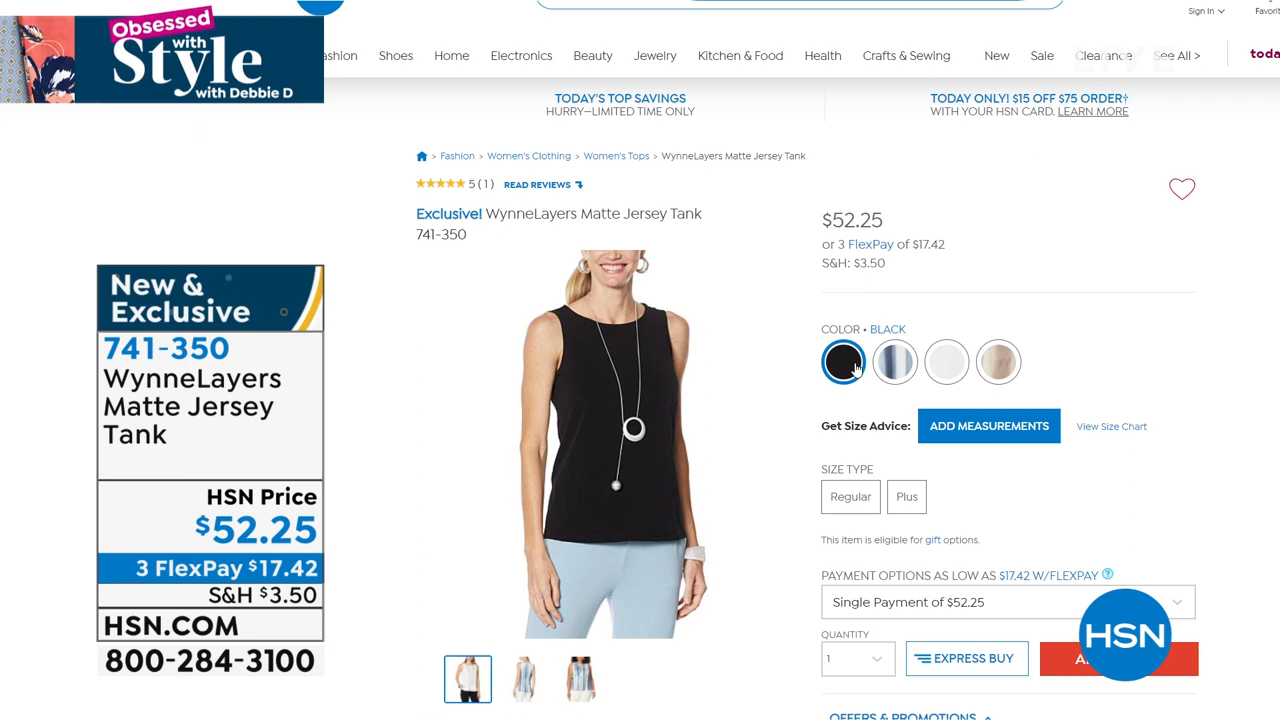 Obsessed
with
Style
with Debbie D
Sign In
Fashion Shoes Home Electronics Beauty Jewelry Kitchen & Food Health Crafts & Sewing New Sale Clearance See All >
TODAY'S TOP SAVINGS
HURRY—LIMITED TIME ONLY
TODAY ONLY! $15 OFF $75 ORDER†
WITH YOUR HSN CARD. LEARN MORE
> Fashion > Women's Clothing > Women's Tops > WynneLayers Matte Jersey Tank
5 ( 1 ) READ REVIEWS
Exclusive! WynneLayers Matte Jersey Tank
741-350
$52.25
or 3 FlexPay of $17.42
S&H: $3.50
COLOR • BLACK
Get Size Advice: ADD MEASUREMENTS View Size Chart
SIZE TYPE
Regular Plus
This item is eligible for gift options.
PAYMENT OPTIONS AS LOW AS $17.42 W/FLEXPAY ?
Single Payment of $52.25
QUANTITY
1 EXPRESS BUY
HSN
OFFERS & PROMOTIONS
New &
Exclusive
741-350
WynneLayers
Matte Jersey
Tank
HSN Price
$52.25
3 FlexPay $17.42
S&H $3.50
HSN.COM
800-284-3100